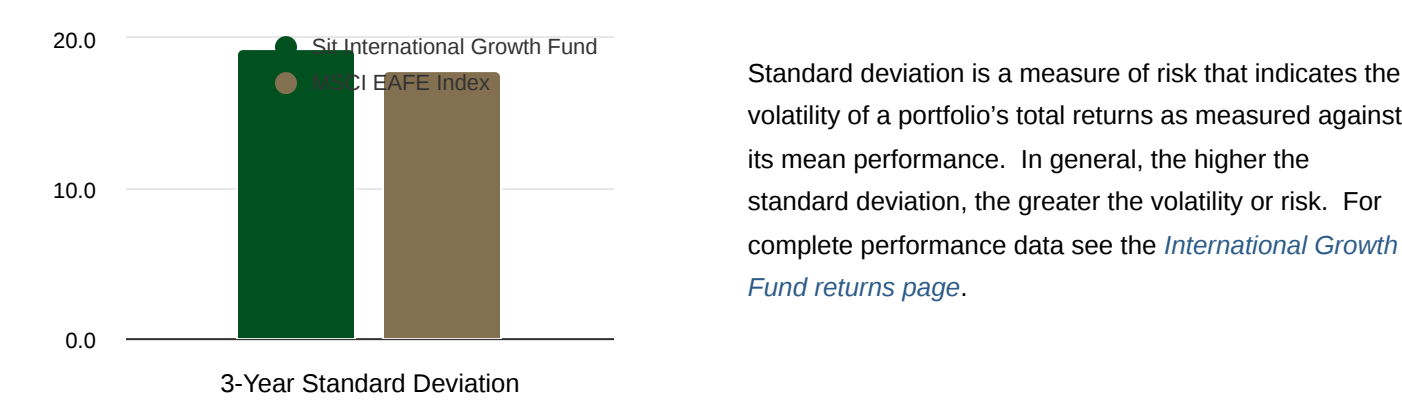 20.0
Sit International Growth Fund
MSCI EAFE Index
10.0
0.0
3-Year Standard Deviation
Standard deviation is a measure of risk that indicates the
volatility of a portfolio’s total returns as measured against
its mean performance.  In general, the higher the
standard deviation, the greater the volatility or risk.  For
complete performance data see the International Growth
Fund returns page.